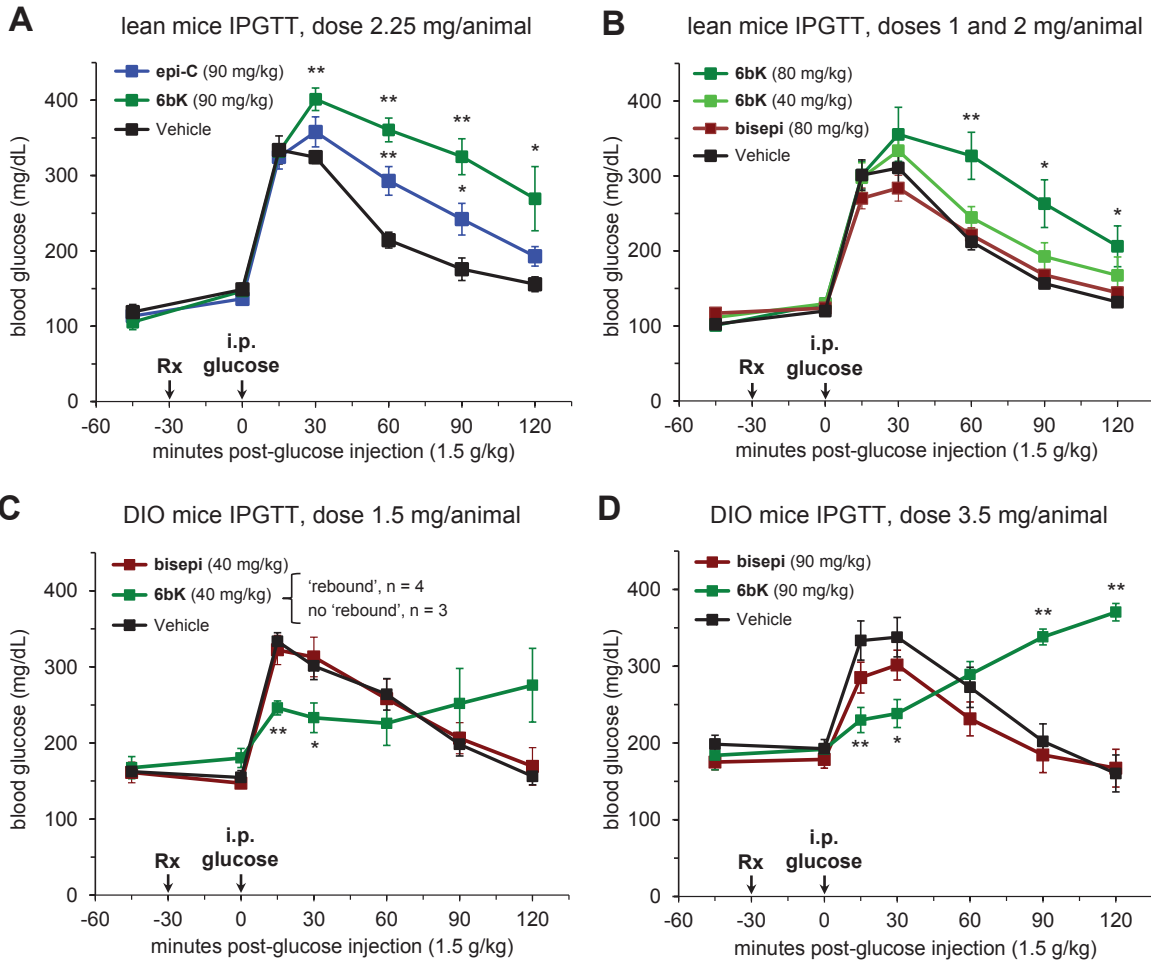 A
lean mice IPGTT, dose 2.25 mg/animal
epi-C (90 mg/kg)
6bK (90 mg/kg)
Vehicle
**
**
**
**
*
*
blood glucose (mg/dL)
400
300
200
100
0
Rx
i.p.
glucose
-60 -30 0 30 60 90 120
minutes post-glucose injection (1.5 g/kg)
B
lean mice IPGTT, doses 1 and 2 mg/animal
6bK (80 mg/kg)
6bK (40 mg/kg)
bisepi (80 mg/kg)
Vehicle
**
*
*
blood glucose (mg/dL)
400
300
200
100
0
Rx
i.p.
glucose
-60 -30 0 30 60 90 120
minutes post-glucose injection (1.5 g/kg)
C
DIO mice IPGTT, dose 1.5 mg/animal
bisepi (40 mg/kg)
6bK (40 mg/kg)
Vehicle
'rebound', n = 4
no 'rebound', n = 3
**
*
blood glucose (mg/dL)
400
300
200
100
0
Rx
i.p.
glucose
-60 -30 0 30 60 90 120
minutes post-glucose injection (1.5 g/kg)
D
DIO mice IPGTT, dose 3.5 mg/animal
bisepi (90 mg/kg)
6bK (90 mg/kg)
Vehicle
**
**
**
*
blood glucose (mg/dL)
400
300
200
100
0
Rx
i.p.
glucose
-60 -30 0 30 60 90 120
minutes post-glucose injection (1.5 g/kg)